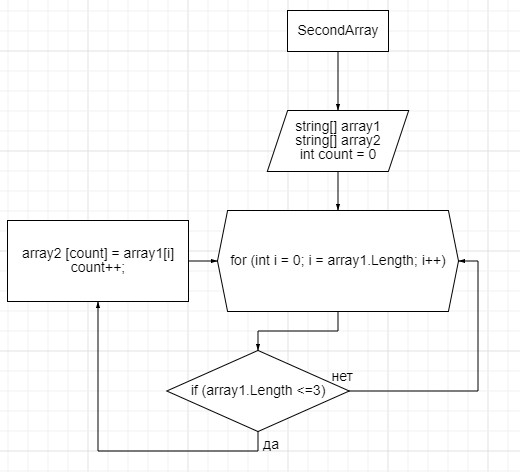 SecondArray
string[] array1
string[] array2
int count = 0
for (int i = 0; i = array1.Length; i++)
array2 [count] = array1[i]
count++;
if (array1.Length <=3)
нет
да